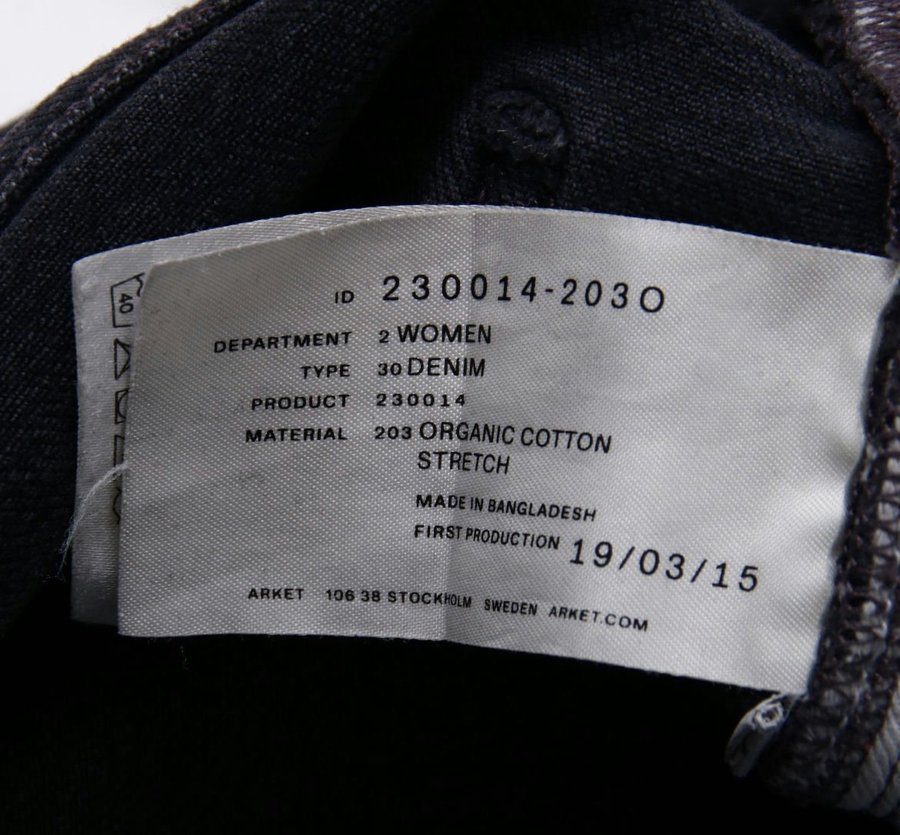 ID 230014-203O
DEPARTMENT 2 WOMEN
TYPE 30 DENIM
PRODUCT 230014
MATERIAL 203 ORGANIC COTTON
STRETCH
MADE IN BANGLADESH
FIRST PRODUCTION 19/03/15
ARKET 106 38 STOCKHOLM SWEDEN ARKET.COM
40